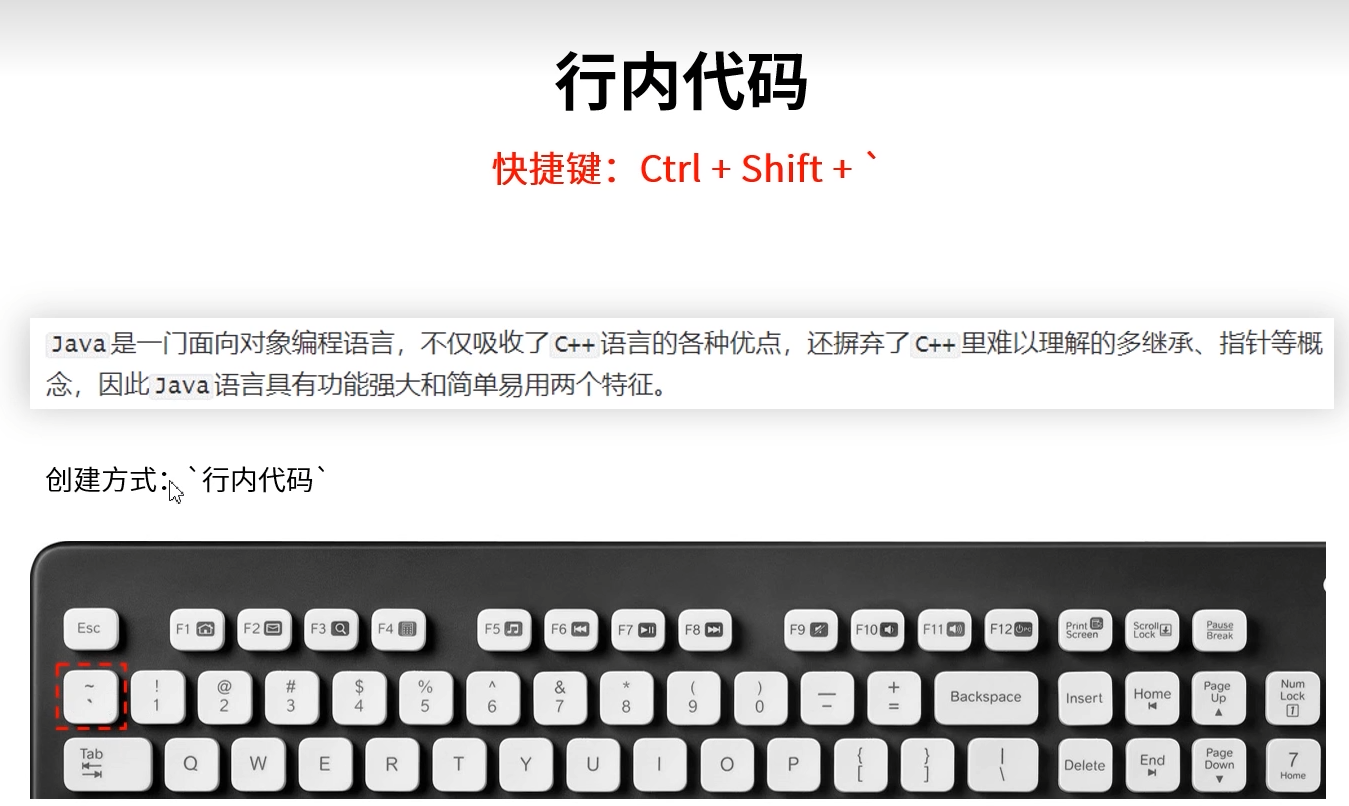 行内代码
快捷键：Ctrl + Shift + `
Java是一门面向对象编程语言，不仅吸收了C++语言的各种优点，还摒弃了C++里难以理解的多继承、指针等概
念，因此Java语言具有功能强大和简单易用两个特征。
创建方式：`行内代码`
Esc F1 F2 F3 F4 F5 F6 F7 F8 F9 F10 F11 F12 PC Print Screen Scroll Lock Pause Break
~ ` ! 1 @ 2 # 3 $ 4 % 5 ^ 6 & 7 * 8 ( 9 ) 0 — – + = Backspace Insert Home Page Up Num Lock 1
Tab Q W E R T Y U I O P { [ } ] | \ Delete End Page Down 7 Home